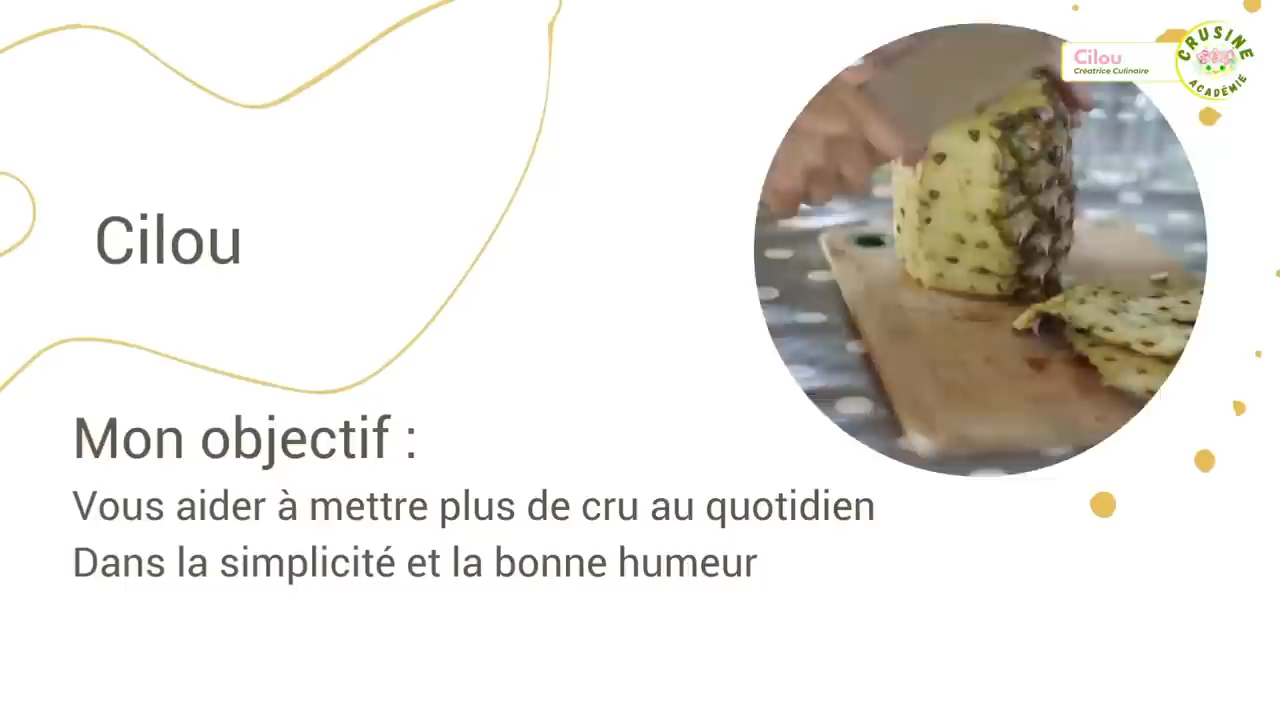 Cilou
Créatrice Culinaire
CRUSINE
ACADÉMIE
Cilou
Mon objectif :
Vous aider à mettre plus de cru au quotidien
Dans la simplicité et la bonne humeur